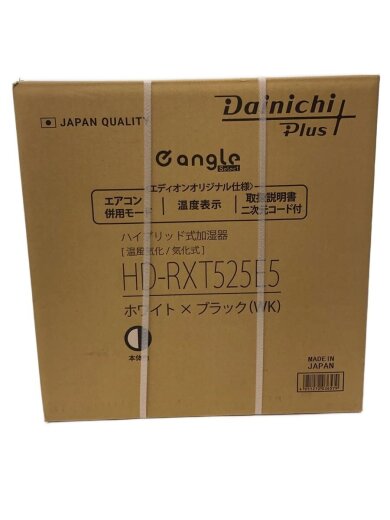 JAPAN QUALITY
Dainichi
Plus
e angle
Select
〈エディオンオリジナル仕様〉
エアコン
併用モード
温度表示
取扱説明書
二次元コード付
ハイブリッド式加湿器
[温風気化/気化式]
HD-RXT525E5
ホワイト×ブラック(WK)
本体色
MADE IN
JAPAN